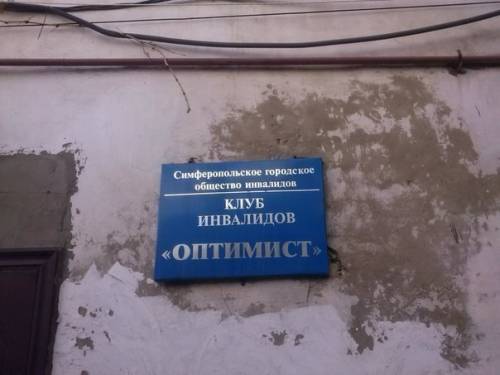 Симферопольское городское
общество инвалидов
КЛУБ
ИНВАЛИДОВ
«ОПТИМИСТ»